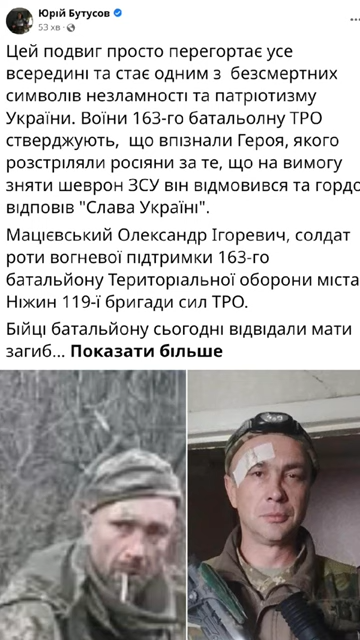 Юрій Бутусов
53 хв
Цей подвиг просто перегортає усе
всередині та стає одним з безсмертних
символів незламності та патріотизму
України. Воїни 163-го батальолну ТРО
стверджують, що впізнали Героя, якого
розстріляли росіяни за те, що на вимогу
зняти шеврон ЗСУ він відмовився та гордо
відповів "Слава Україні".
Мацієвський Олександр Ігоревич, солдат
роти вогневої підтримки 163-го
батальйону Територіальної оборони міста
Ніжин 119-ї бригади сил ТРО.
Бійці батальйону сьогодні відвідали мати
загиб... Показати більше